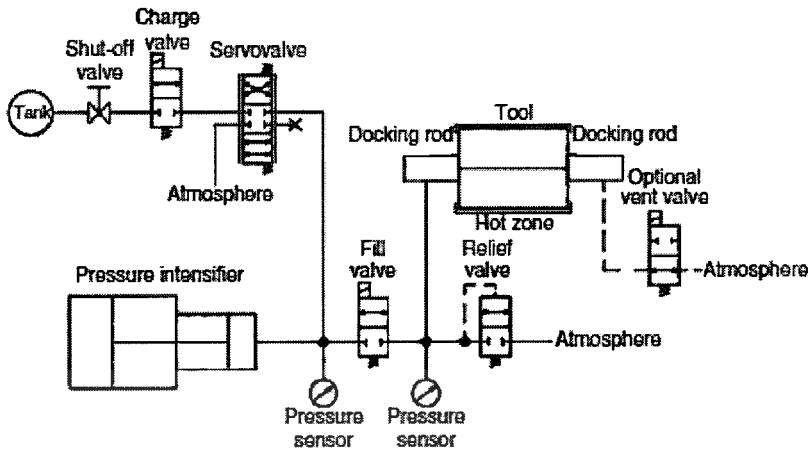 Charge
valve
Shut-off
valve
Servovalve
Tank
Atmosphere
Tool
Docking rod
Docking rod
Hot zone
Optional
vent valve
Atmosphere
Pressure intensifier
Fill
valve
Relief
valve
Atmosphere
Pressure
sensor
Pressure
sensor